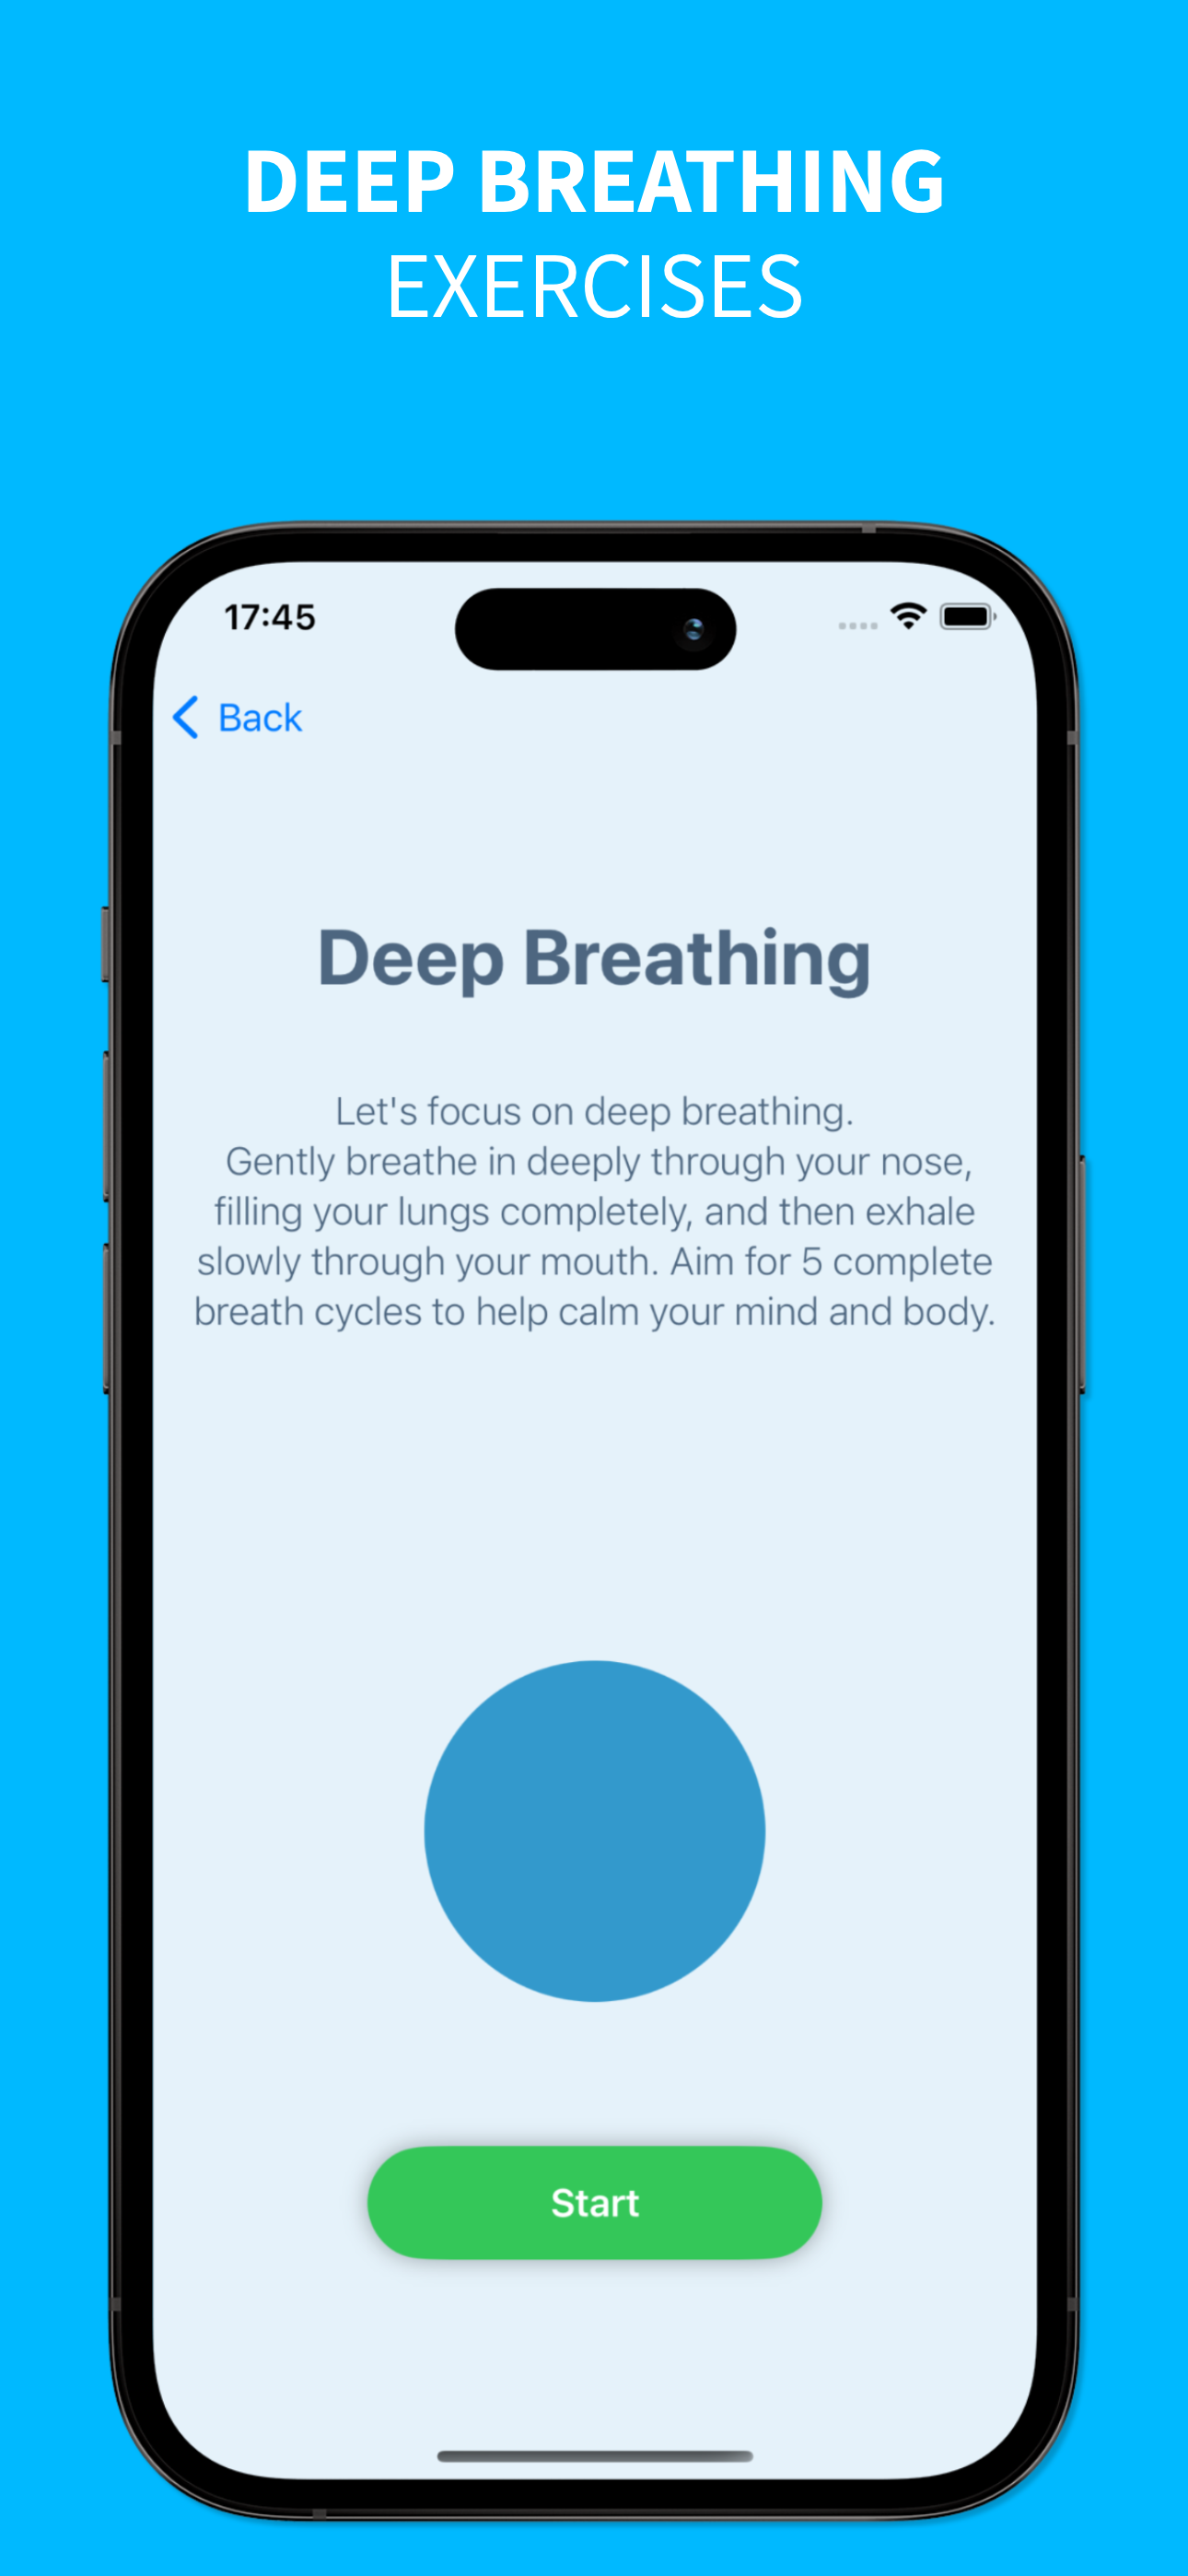 DEEP BREATHING
EXERCISES
17:45
Back
Deep Breathing
Let's focus on deep breathing.
Gently breathe in deeply through your nose,
filling your lungs completely, and then exhale
slowly through your mouth. Aim for 5 complete
breath cycles to help calm your mind and body.
Start